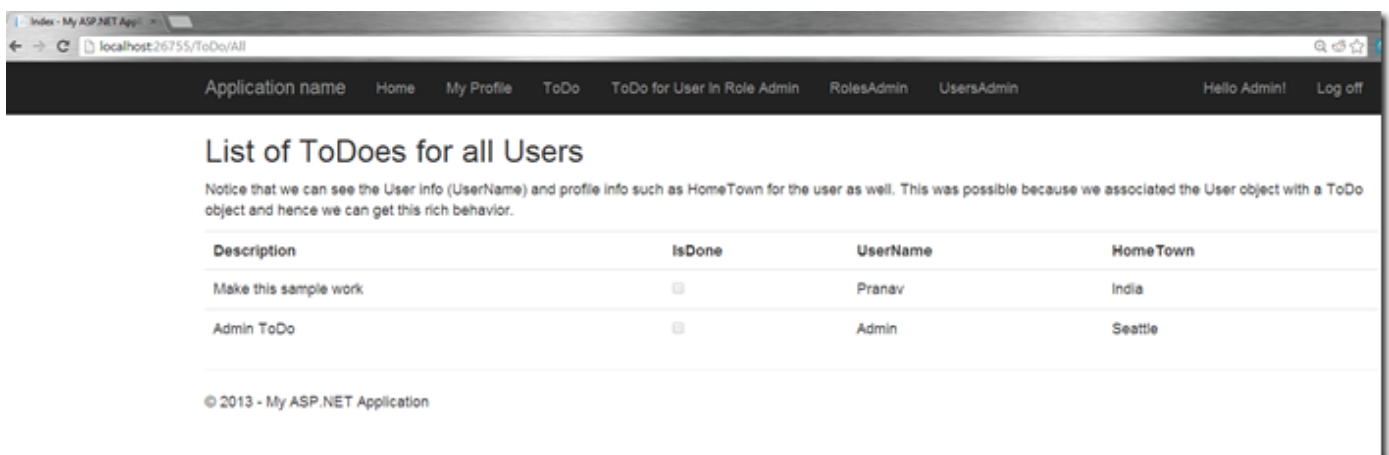 Index - My ASP.NET Appli
localhost:26755/ToDo/All
Application name Home My Profile ToDo ToDo for User In Role Admin RolesAdmin UsersAdmin Hello Admin! Log off
List of ToDoes for all Users
Notice that we can see the User info (UserName) and profile info such as HomeTown for the user as well. This was possible because we associated the User object with a ToDo
object and hence we can get this rich behavior.
Description IsDone UserName HomeTown
Make this sample work Pranav India
Admin ToDo Admin Seattle
© 2013 - My ASP.NET Application